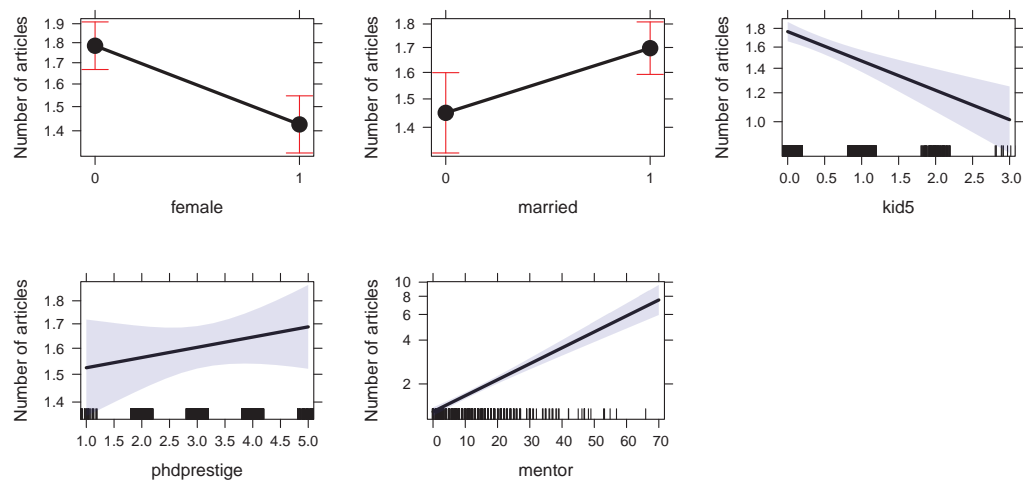 Number of articles
1.9
1.8
1.7
1.6
1.5
1.4
0 1
female
Number of articles
1.8
1.7
1.6
1.5
1.4
0 1
married
Number of articles
1.8
1.6
1.4
1.2
1.0
0.0 0.5 1.0 1.5 2.0 2.5 3.0
kid5
Number of articles
1.8
1.7
1.6
1.5
1.4
1.0 1.5 2.0 2.5 3.0 3.5 4.0 4.5 5.0
phdprestige
Number of articles
10
8
6
4
2
0 10 20 30 40 50 60 70
mentor